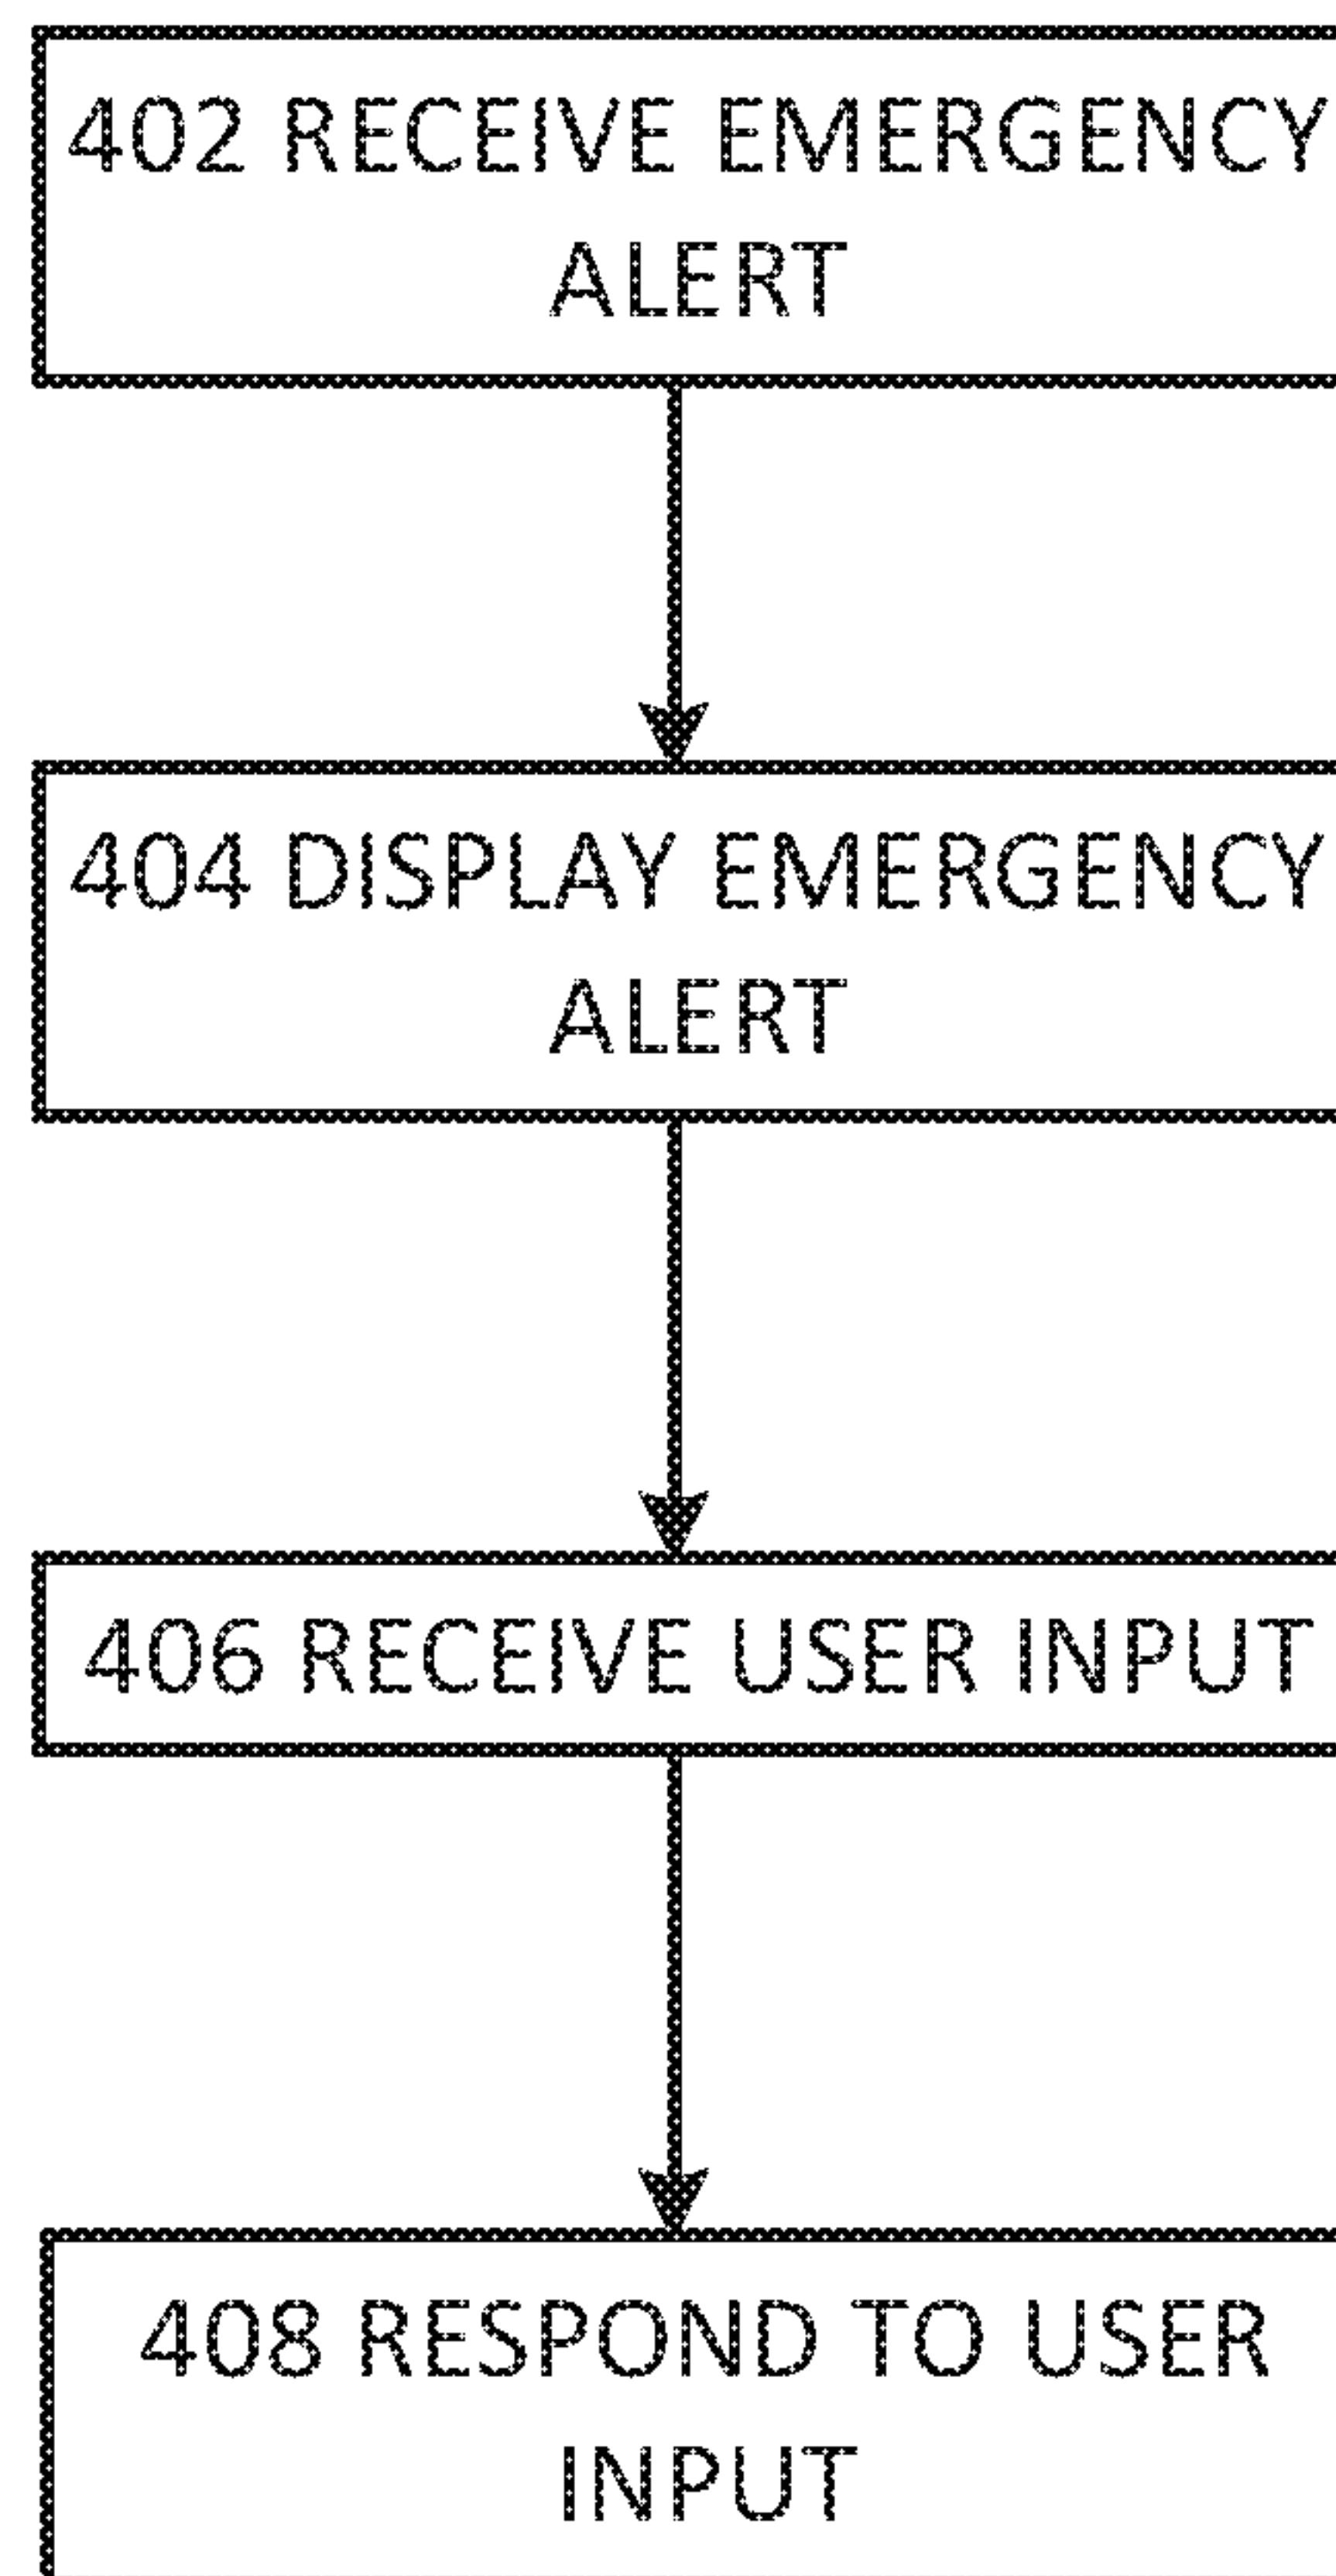 402 RECEIVE EMERGENCY
ALERT
404 DISPLAY EMERGENCY
ALERT
406 RECEIVE USER INPUT
408 RESPOND TO USER
INPUT